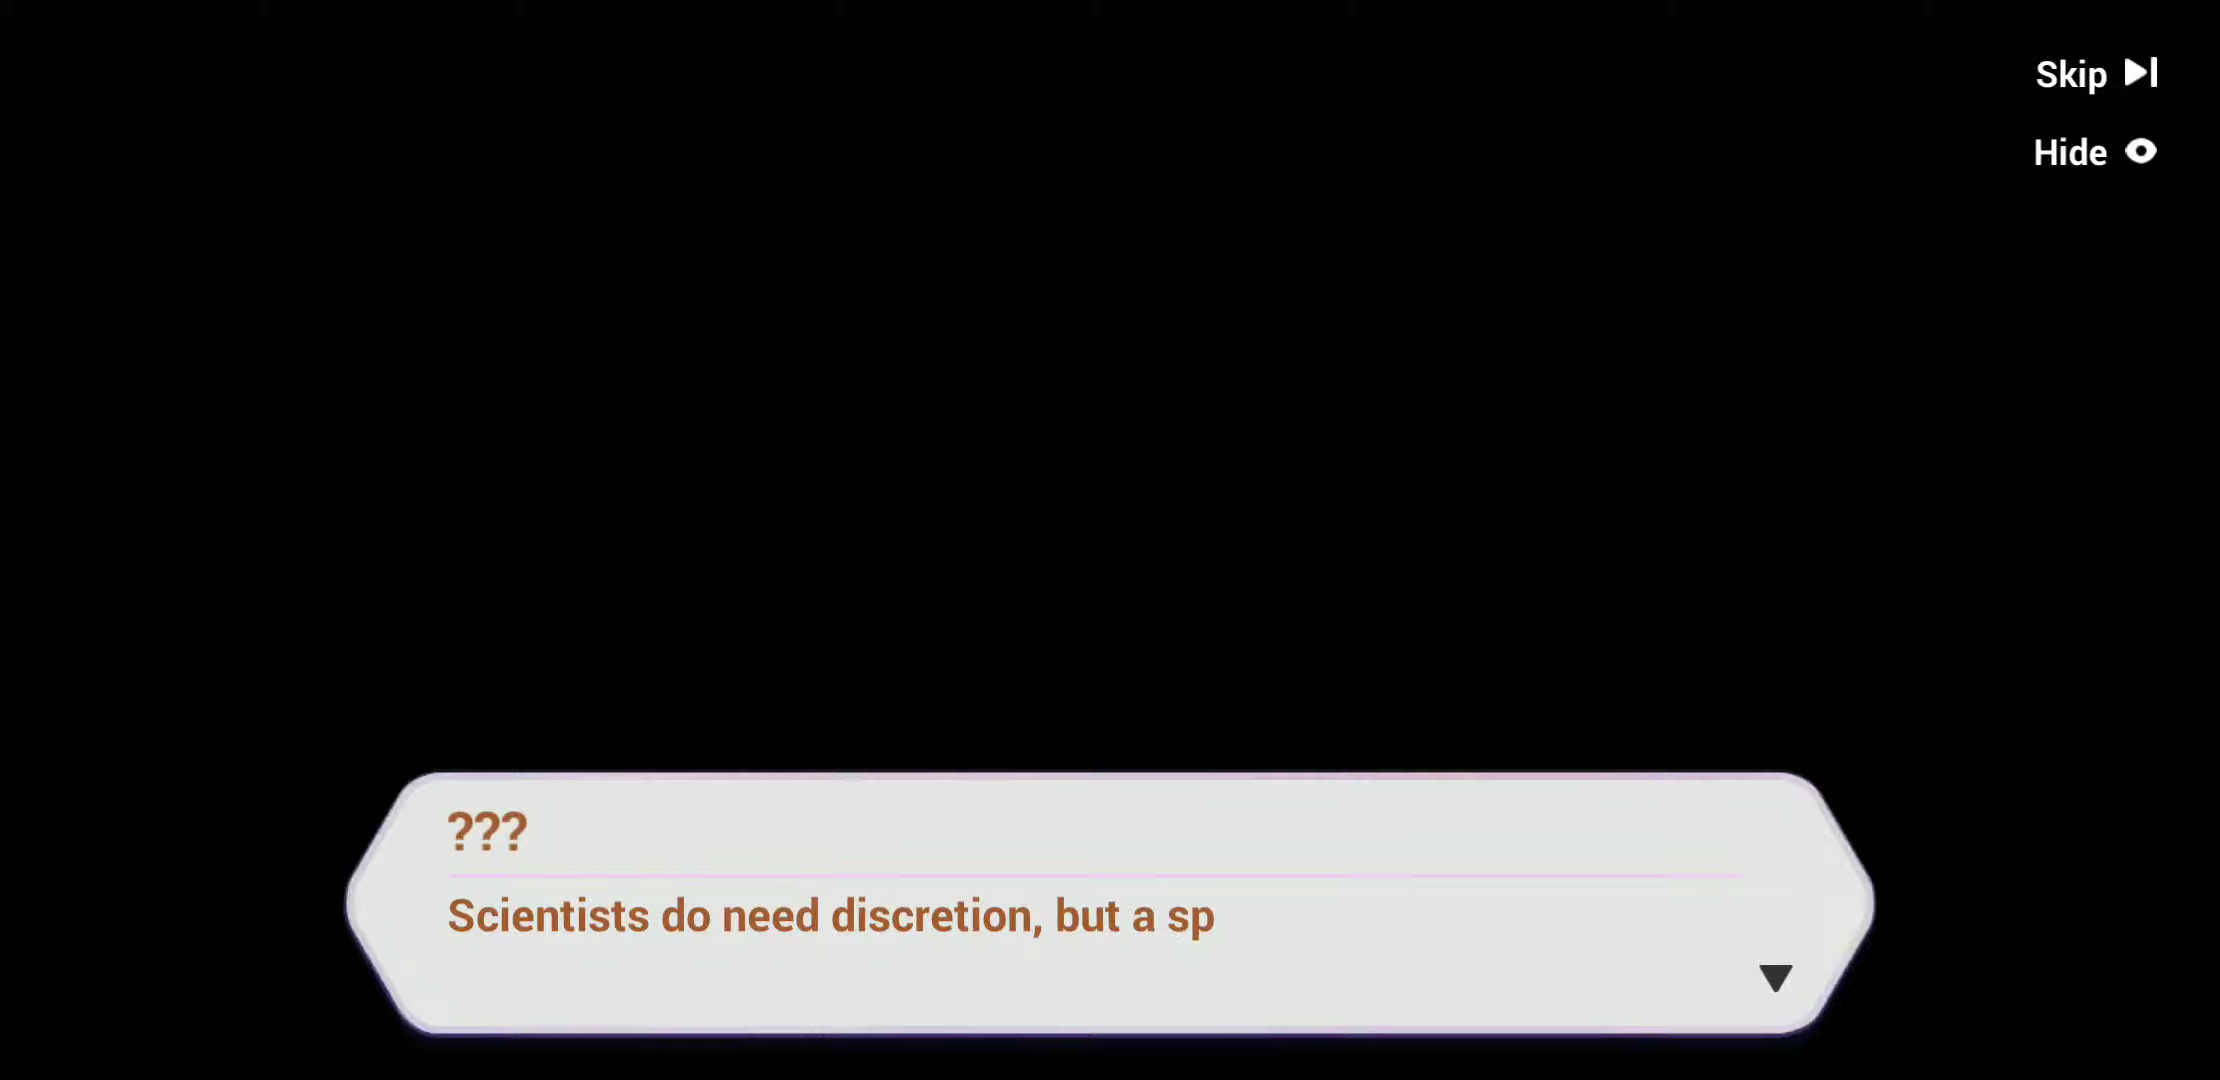 Skip
Hide
???
Scientists do need discretion, but a sp